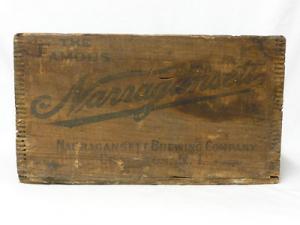 THE
FAMOUS
Narragansett
NARRAGANSETT BREWING COMPANY
R. I.